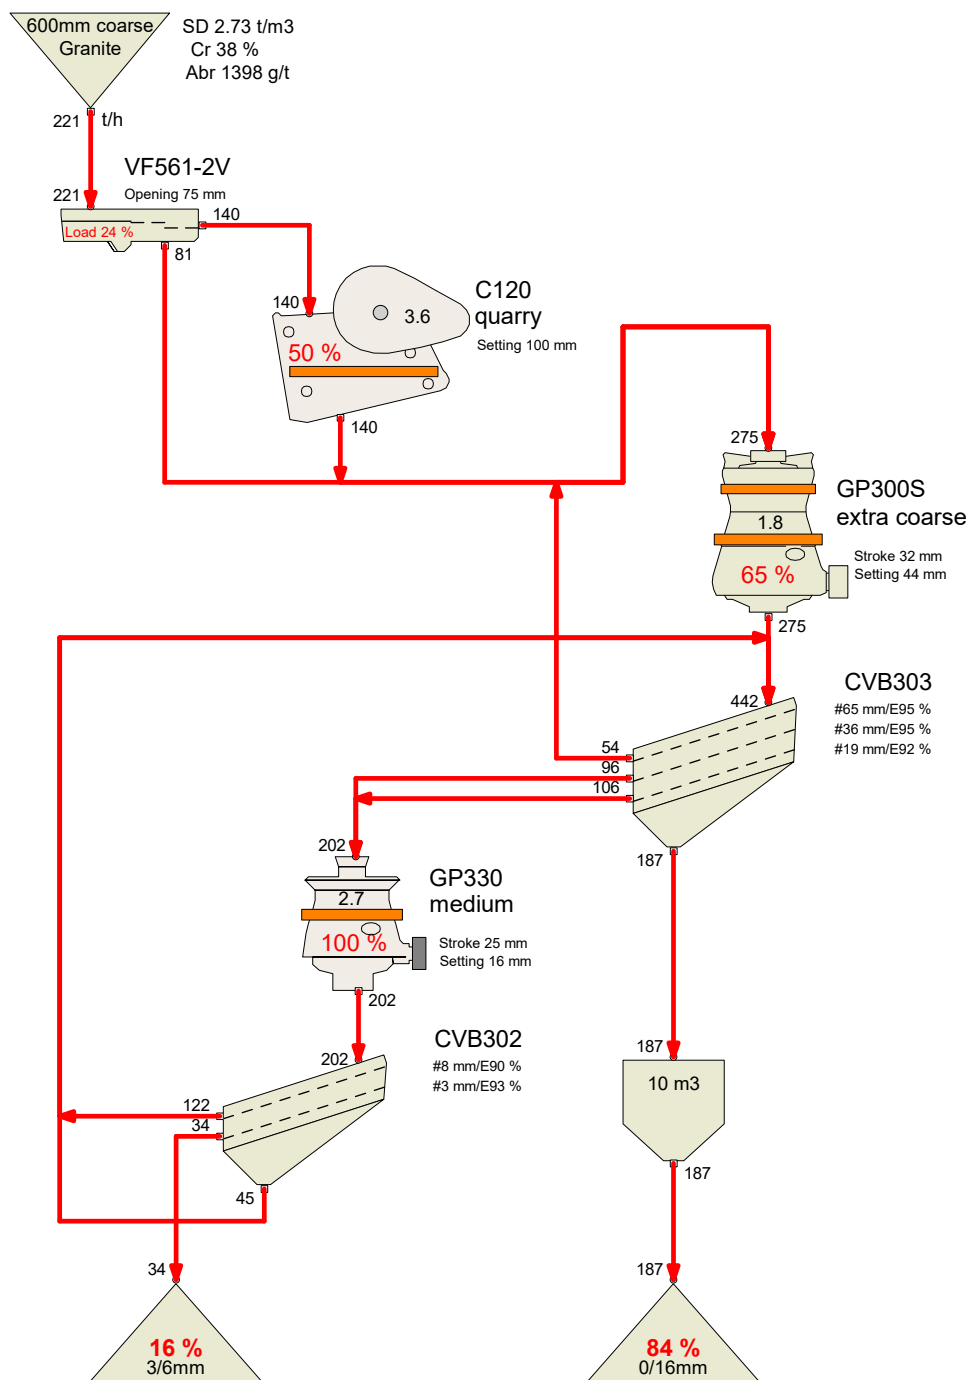 600mm coarse
Granite
SD 2.73 t/m3
Cr 38 %
Abr 1398 g/t
221
t/h
VF561-2V
Opening 75 mm
221
Load 24 %
140
81
140
3.6
C120
quarry
Setting 100 mm
50 %
140
275
GP300S
extra coarse
1.8
Stroke 32 mm
Setting 44 mm
65 %
275
CVB303
#65 mm/E95 %
#36 mm/E95 %
#19 mm/E92 %
442
54
96
106
187
202
GP330
medium
2.7
100 %
Stroke 25 mm
Setting 16 mm
202
CVB302
#8 mm/E90 %
#3 mm/E93 %
202
122
34
45
187
10 m3
187
34
187
16 %
3/6mm
84 %
0/16mm